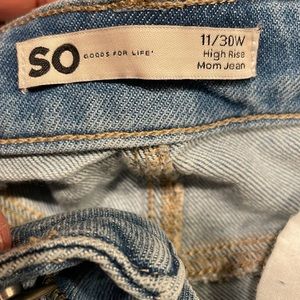 SO GOODS FOR LIFE' 11/30W
High Rise
Mom Jean